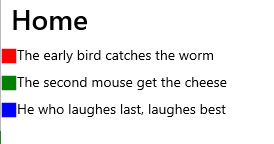 Home
The early bird catches the worm
The second mouse get the cheese
He who laughes last, laughes best